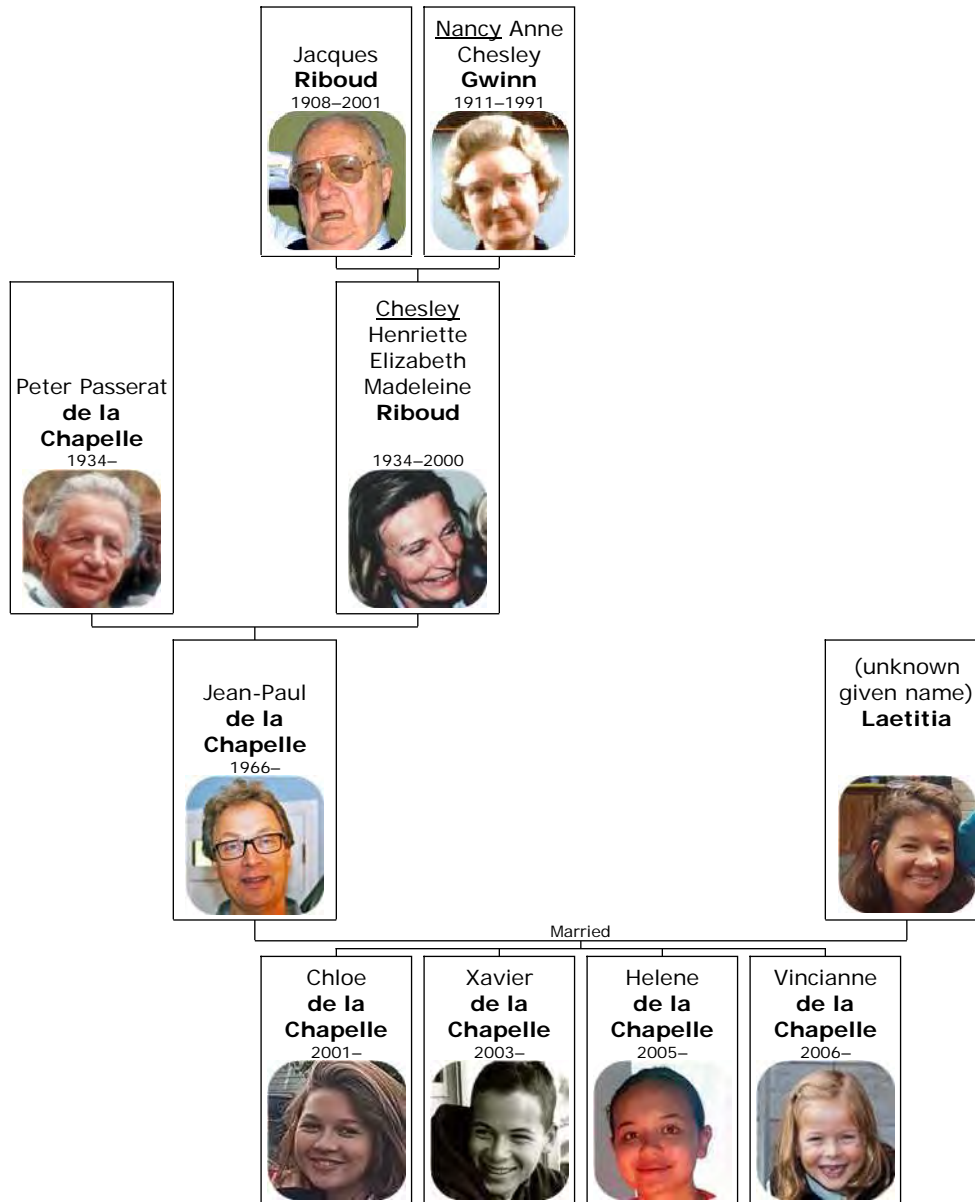 Jacques
Riboud
1908–2001
Nancy Anne
Chesley
Gwinn
1911–1991
Peter Passerat
de la
Chapelle
1934–
Chesley
Henriette
Elizabeth
Madeleine
Riboud
1934–2000
Jean-Paul
de la
Chapelle
1966–
(unknown
given name)
Laetitia
Married
Chloe
de la
Chapelle
2001–
Xavier
de la
Chapelle
2003–
Helene
de la
Chapelle
2005–
Vincianne
de la
Chapelle
2006–